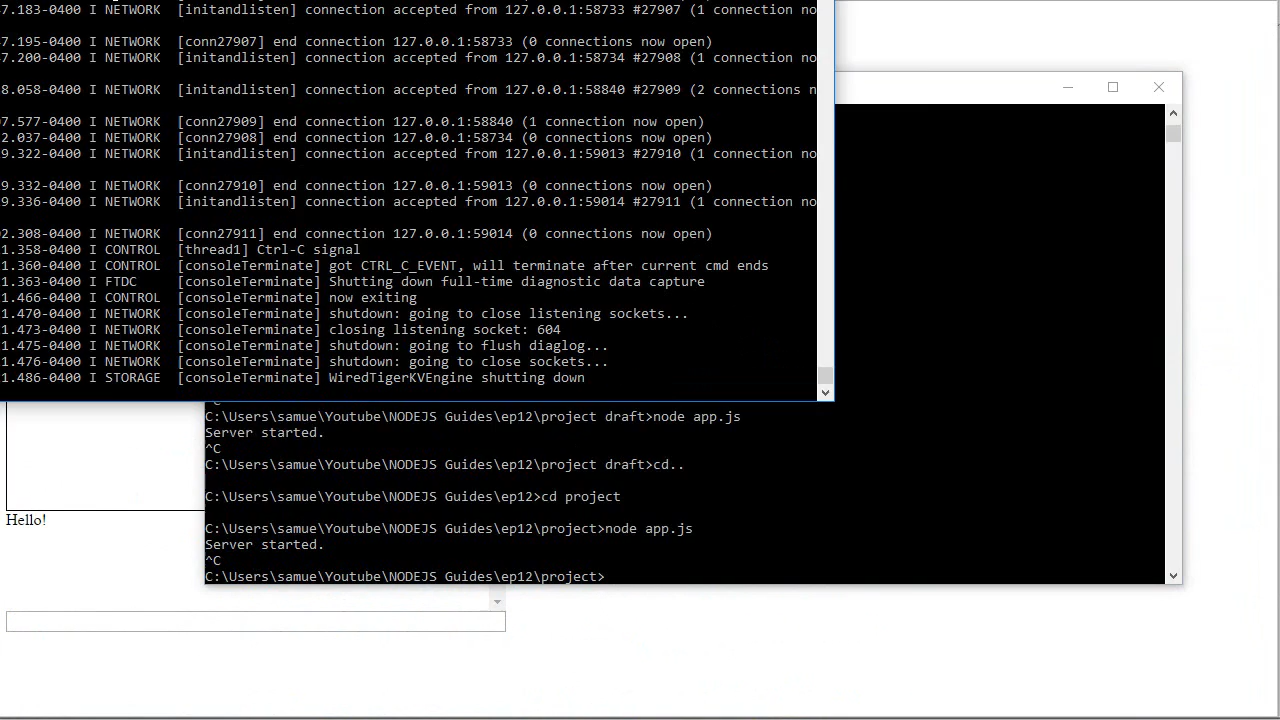 7.183-0400 I NETWORK  [initandlisten] connection accepted from 127.0.0.1:58733 #27907 (1 connection no
7.195-0400 I NETWORK  [conn27907] end connection 127.0.0.1:58733 (0 connections now open)
7.200-0400 I NETWORK  [initandlisten] connection accepted from 127.0.0.1:58734 #27908 (1 connection no
8.058-0400 I NETWORK  [initandlisten] connection accepted from 127.0.0.1:58840 #27909 (2 connections n
7.577-0400 I NETWORK  [conn27909] end connection 127.0.0.1:58840 (1 connection now open)
2.037-0400 I NETWORK  [conn27908] end connection 127.0.0.1:58734 (0 connections now open)
9.322-0400 I NETWORK  [initandlisten] connection accepted from 127.0.0.1:59013 #27910 (1 connection no
9.332-0400 I NETWORK  [conn27910] end connection 127.0.0.1:59013 (0 connections now open)
9.336-0400 I NETWORK  [initandlisten] connection accepted from 127.0.0.1:59014 #27911 (1 connection no
2.308-0400 I NETWORK  [conn27911] end connection 127.0.0.1:59014 (0 connections now open)
1.358-0400 I CONTROL  [thread1] Ctrl-C signal
1.360-0400 I CONTROL  [consoleTerminate] got CTRL_C_EVENT, will terminate after current cmd ends
1.363-0400 I FTDC     [consoleTerminate] Shutting down full-time diagnostic data capture
1.466-0400 I CONTROL  [consoleTerminate] now exiting
1.470-0400 I NETWORK  [consoleTerminate] shutdown: going to close listening sockets...
1.473-0400 I NETWORK  [consoleTerminate] closing listening socket: 604
1.475-0400 I NETWORK  [consoleTerminate] shutdown: going to flush diaglog...
1.476-0400 I NETWORK  [consoleTerminate] shutdown: going to close sockets...
1.486-0400 I STORAGE  [consoleTerminate] WiredTigerKVEngine shutting down
C:\Users\samue\Youtube\NODEJS Guides\ep12\project draft>node app.js
Server started.
^C
C:\Users\samue\Youtube\NODEJS Guides\ep12\project draft>cd..
C:\Users\samue\Youtube\NODEJS Guides\ep12>cd project
C:\Users\samue\Youtube\NODEJS Guides\ep12\project>node app.js
Server started.
^C
C:\Users\samue\Youtube\NODEJS Guides\ep12\project>
Hello!